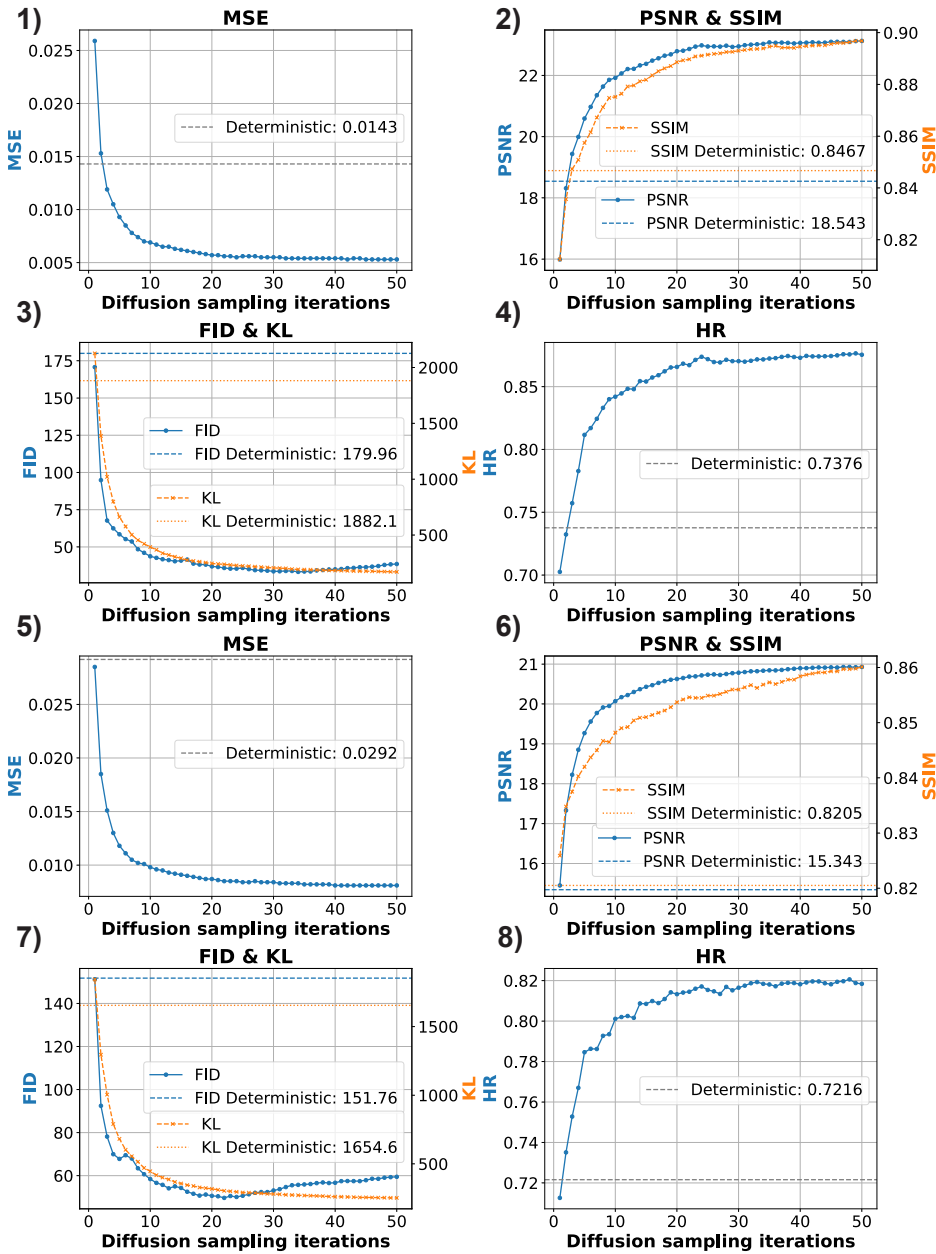 1)
MSE
0.025
0.020
0.015
0.010
0.005
MSE
Deterministic: 0.0143
0 10 20 30 40 50
Diffusion sampling iterations
2)
PSNR & SSIM
22
20
18
16
PSNR
0.90
0.88
0.86
0.84
0.82
SSIM
SSIM
SSIM Deterministic: 0.8467
PSNR
PSNR Deterministic: 18.543
0 10 20 30 40 50
Diffusion sampling iterations
3)
FID & KL
175
150
125
100
75
50
FID
2000
1500
1000
500
KL
FID
FID Deterministic: 179.96
KL
KL Deterministic: 1882.1
0 10 20 30 40 50
Diffusion sampling iterations
4)
HR
0.85
0.80
0.75
0.70
HR
Deterministic: 0.7376
0 10 20 30 40 50
Diffusion sampling iterations
5)
MSE
0.025
0.020
0.015
0.010
MSE
Deterministic: 0.0292
0 10 20 30 40 50
Diffusion sampling iterations
6)
PSNR & SSIM
21
20
19
18
17
16
PSNR
0.86
0.85
0.84
0.83
0.82
SSIM
SSIM
SSIM Deterministic: 0.8205
PSNR
PSNR Deterministic: 15.343
0 10 20 30 40 50
Diffusion sampling iterations
7)
FID & KL
140
120
100
80
60
FID
1500
1000
500
KL
FID
FID Deterministic: 151.76
KL
KL Deterministic: 1654.6
0 10 20 30 40 50
Diffusion sampling iterations
8)
HR
0.82
0.80
0.78
0.76
0.74
0.72
HR
Deterministic: 0.7216
0 10 20 30 40 50
Diffusion sampling iterations